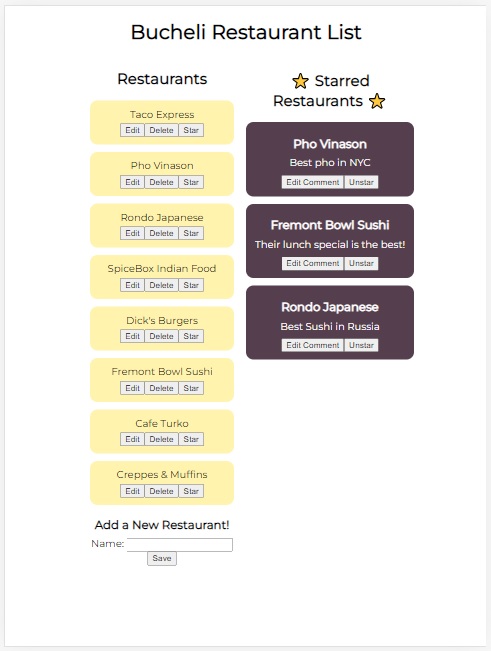 Bucheli Restaurant List
Restaurants
Taco Express
Edit Delete Star
Pho Vinason
Edit Delete Star
Rondo Japanese
Edit Delete Star
SpiceBox Indian Food
Edit Delete Star
Dick's Burgers
Edit Delete Star
Fremont Bowl Sushi
Edit Delete Star
Cafe Turko
Edit Delete Star
Creppes & Muffins
Edit Delete Star
Add a New Restaurant!
Name:
Save
⭐ Starred
Restaurants ⭐
Pho Vinason
Best pho in NYC
Edit Comment Unstar
Fremont Bowl Sushi
Their lunch special is the best!
Edit Comment Unstar
Rondo Japanese
Best Sushi in Russia
Edit Comment Unstar